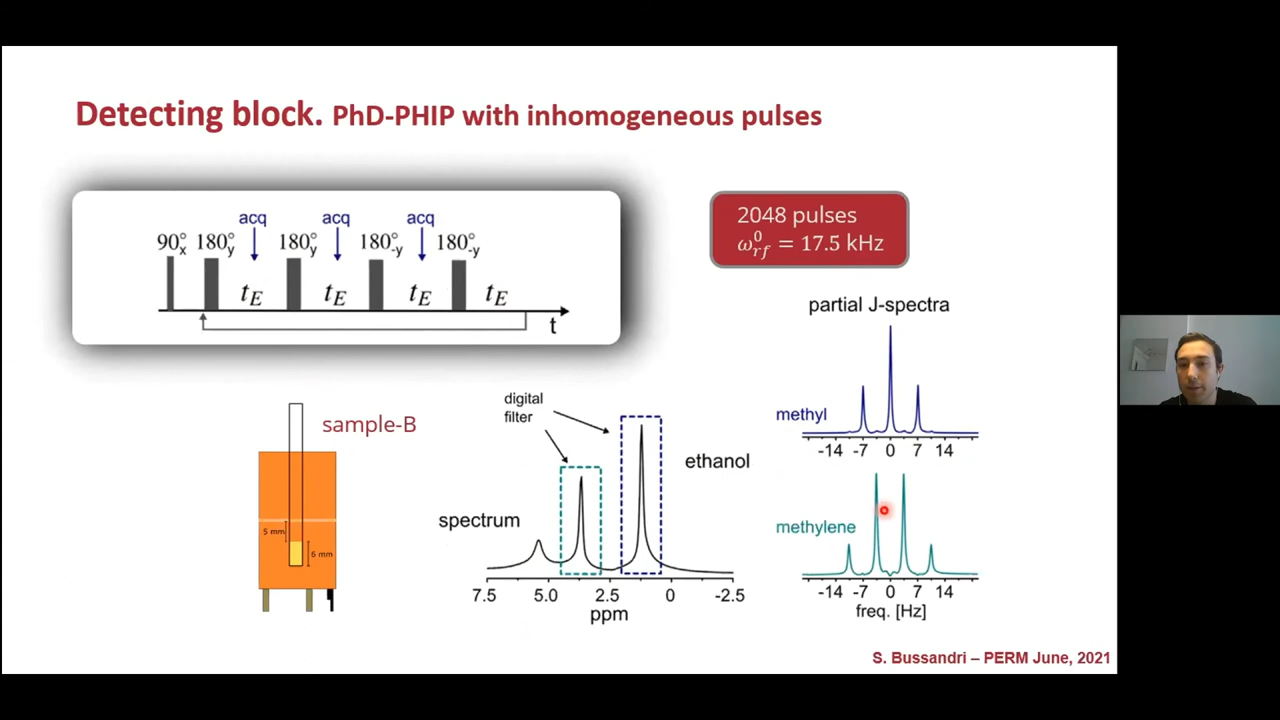 Detecting block. PhD-PHIP with inhomogeneous pulses
acq acq acq
90°x 180°y 180°y 180°-y 180°-y
tE tE tE tE
t
2048 pulses
ω⁰rf = 17.5 kHz
sample-B
5 mm
6 mm
digital
filter
ethanol
spectrum
7.5 5.0 2.5 0 -2.5
ppm
partial J-spectra
methyl
-14 -7 0 7 14
methylene
-14 -7 0 7 14
freq. [Hz]
S. Bussandri – PERM June, 2021